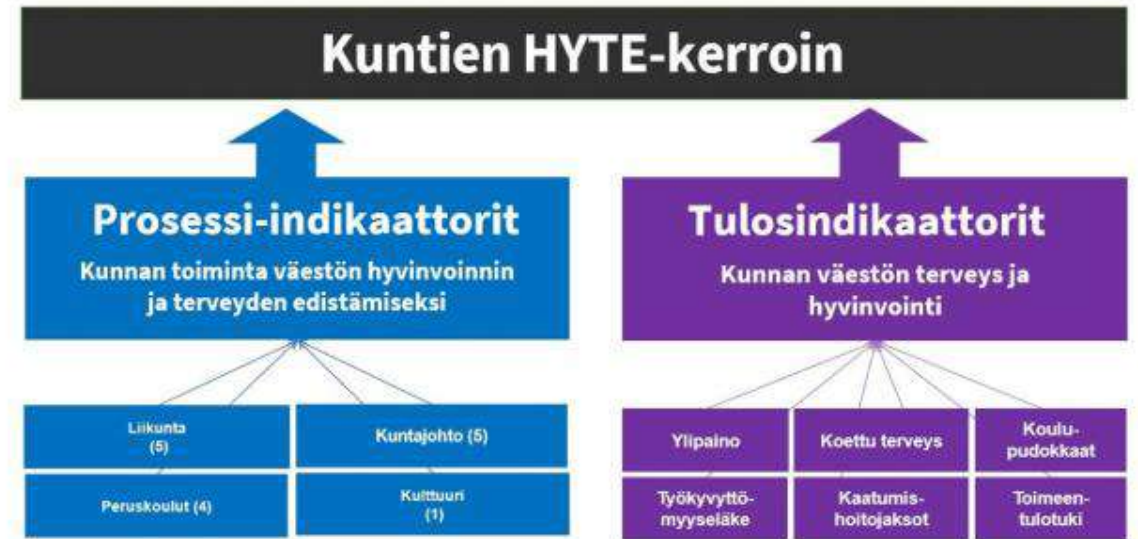 Kuntien HYTE-kerroin
Prosessi-indikaattorit
Kunnan toiminta väestön hyvinvoinnin
ja terveyden edistämiseksi
Liikunta
(5)
Kuntajohto (5)
Peruskoulut (4)
Kulttuuri
(1)
Tulosindikaattorit
Kunnan väestön terveys ja
hyvinvointi
Ylipaino
Koettu terveys
Koulu-
pudokkaat
Työkyvyttö-
myyseläke
Kaatumis-
hoitojaksot
Toimeen-
tulotuki